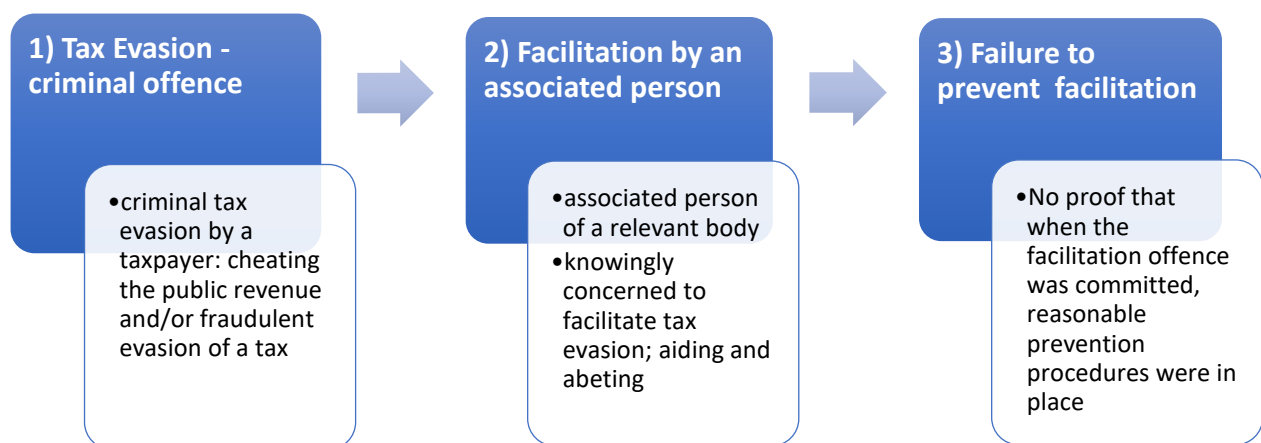 1) Tax Evasion -
criminal offence
•criminal tax
evasion by a
taxpayer: cheating
the public revenue
and/or fraudulent
evasion of a tax
2) Facilitation by an
associated person
•associated person
of a relevant body
•knowingly
concerned to
facilitate tax
evasion; aiding and
abetting
3) Failure to
prevent facilitation
•No proof that
when the
facilitation offence
was committed,
reasonable
prevention
procedures were in
place